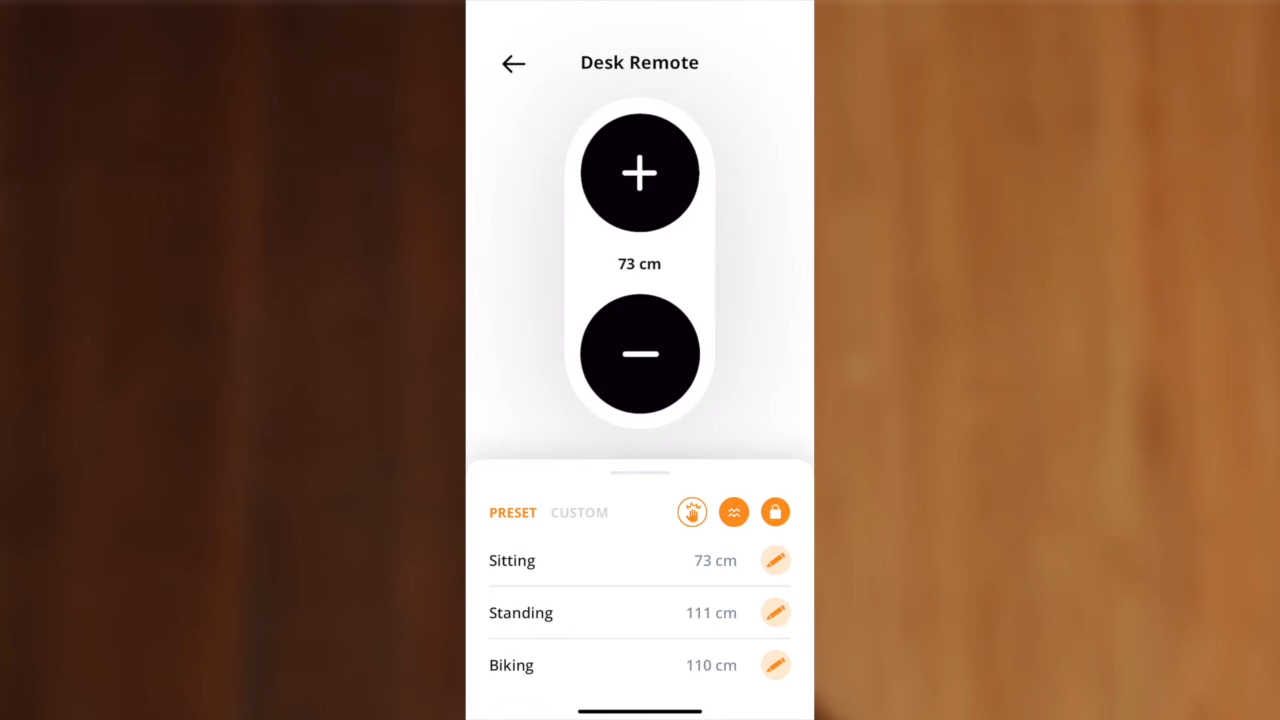 Desk Remote
73 cm
PRESET CUSTOM
Sitting 73 cm
Standing 111 cm
Biking 110 cm